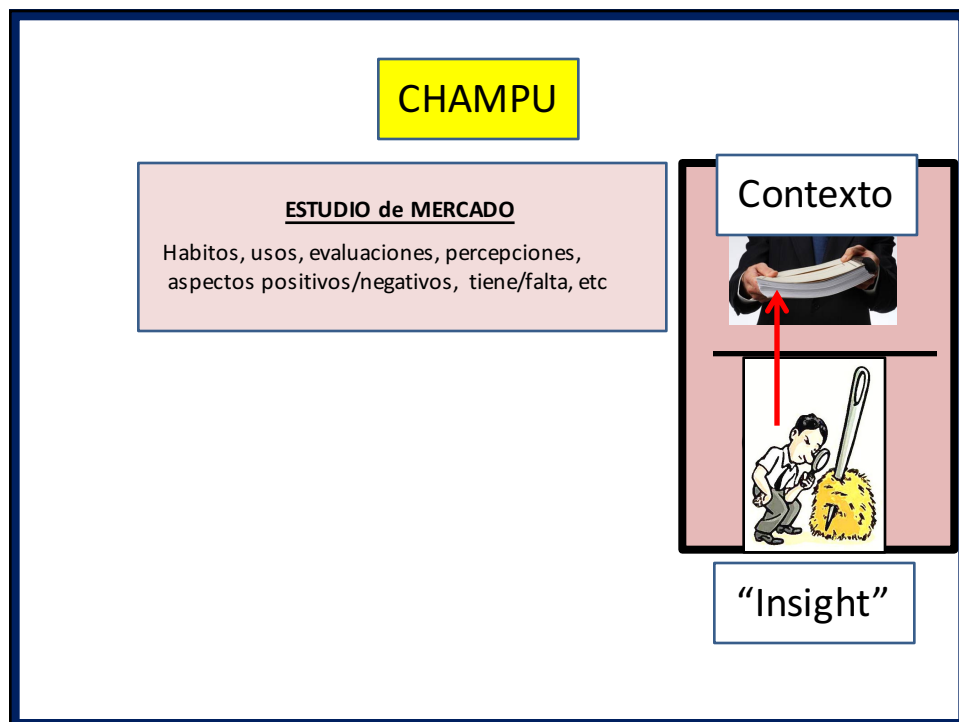 CHAMPU
ESTUDIO de MERCADO
Habitos, usos, evaluaciones, percepciones,
aspectos positivos/negativos, tiene/falta, etc
Contexto
“Insight”